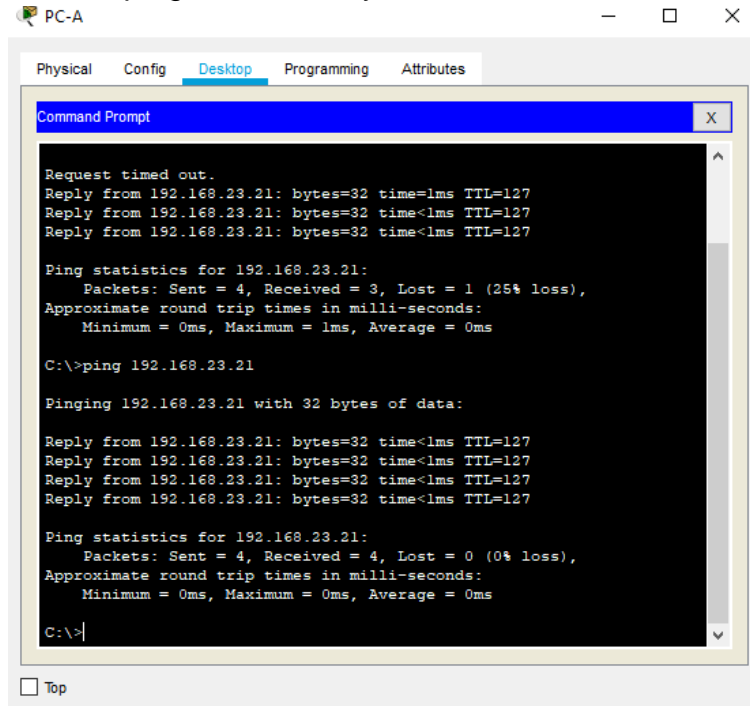 PC-A
Physical Config Desktop Programming Attributes
Command Prompt X
Request timed out.
Reply from 192.168.23.21: bytes=32 time=1ms TTL=127
Reply from 192.168.23.21: bytes=32 time<1ms TTL=127
Reply from 192.168.23.21: bytes=32 time<1ms TTL=127
Ping statistics for 192.168.23.21:
Packets: Sent = 4, Received = 3, Lost = 1 (25% loss),
Approximate round trip times in milli-seconds:
Minimum = 0ms, Maximum = 1ms, Average = 0ms
C:\>ping 192.168.23.21
Pinging 192.168.23.21 with 32 bytes of data:
Reply from 192.168.23.21: bytes=32 time<1ms TTL=127
Reply from 192.168.23.21: bytes=32 time<1ms TTL=127
Reply from 192.168.23.21: bytes=32 time<1ms TTL=127
Reply from 192.168.23.21: bytes=32 time<1ms TTL=127
Ping statistics for 192.168.23.21:
Packets: Sent = 4, Received = 4, Lost = 0 (0% loss),
Approximate round trip times in milli-seconds:
Minimum = 0ms, Maximum = 0ms, Average = 0ms
C:\>
Top